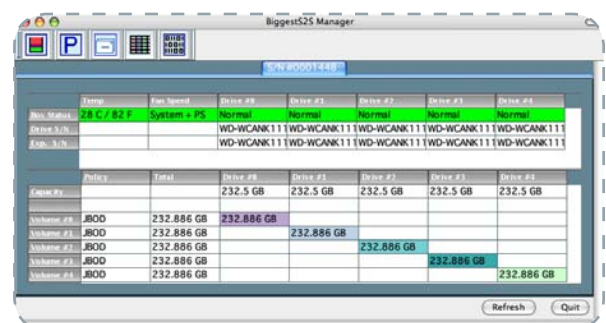 BiggestS2S Manager
P
S/N #0001448
Temp Fan Speed Drive #0 Drive #1 Drive #2 Drive #3 Drive #4
Box Status 28 C / 82 F System + PS Normal Normal Normal Normal Normal
Drive S/N WD-WCANK111 WD-WCANK111 WD-WCANK111 WD-WCANK111 WD-WCANK111
Exp. S/N WD-WCANK111 WD-WCANK111 WD-WCANK111 WD-WCANK111 WD-WCANK111
Policy Total Drive #0 Drive #1 Drive #2 Drive #3 Drive #4
Capacity 232.5 GB 232.5 GB 232.5 GB 232.5 GB 232.5 GB
Volume #0 JBOD 232.886 GB 232.886 GB
Volume #1 JBOD 232.886 GB 232.886 GB
Volume #2 JBOD 232.886 GB 232.886 GB
Volume #3 JBOD 232.886 GB 232.886 GB
Volume #4 JBOD 232.886 GB 232.886 GB
Refresh Quit